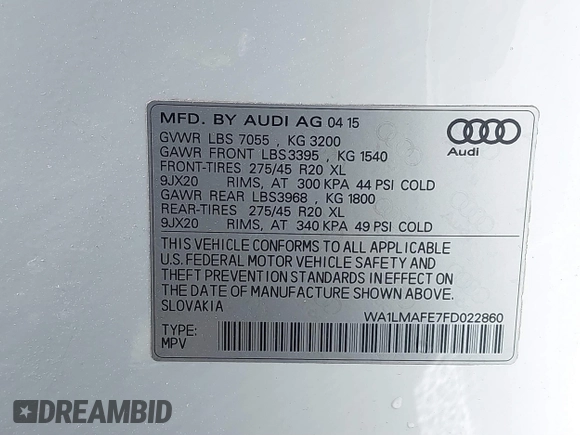 MFD. BY AUDI AG 04 15
GVWR LBS 7055 , KG 3200
GAWR FRONT LBS3395 , KG 1540
FRONT-TIRES 275/45 R20 XL
9JX20 RIMS, AT 300 KPA 44 PSI COLD
GAWR REAR LBS3968 , KG 1800
REAR-TIRES 275/45 R20 XL
9JX20 RIMS, AT 340 KPA 49 PSI COLD
Audi
THIS VEHICLE CONFORMS TO ALL APPLICABLE
U.S. FEDERAL MOTOR VEHICLE SAFETY AND
THEFT PREVENTION STANDARDS IN EFFECT ON
THE DATE OF MANUFACTURE SHOWN ABOVE.
SLOVAKIA
WA1LMAFE7FD022860
TYPE:
MPV
DREAMBID